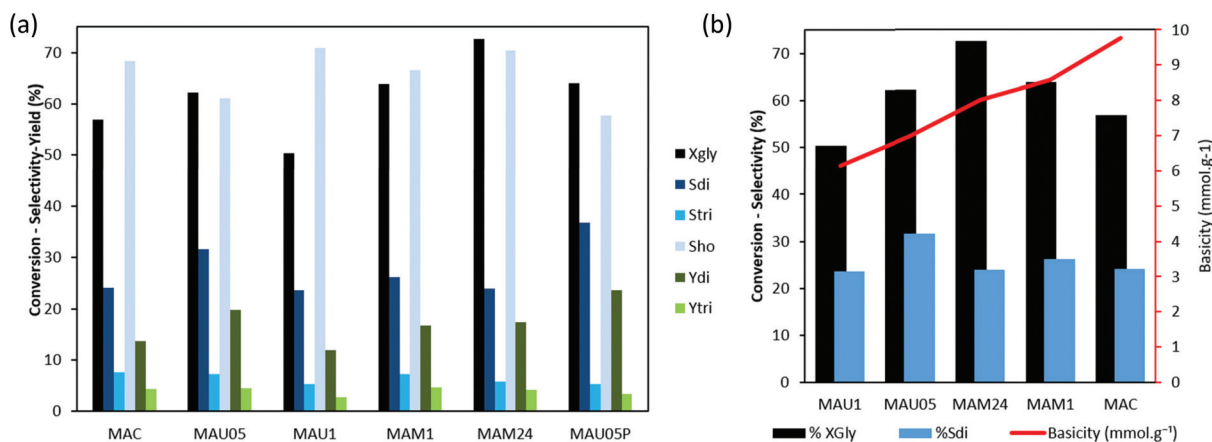 (a)
Conversion - Selectivity-Yield (%)
70
60
50
40
30
20
10
0
MAC MAU05 MAU1 MAM1 MAM24 MAU05P
Xgly
Sdi
Stri
Sho
Ydi
Ytri
(b)
Conversion - Selectivity (%)
70
60
50
40
30
20
10
0
MAU1 MAU05 MAM24 MAM1 MAC
10
9
8
7
6
5
4
3
2
1
0
Basicity (mmol.g-1)
% XGly %Sdi Basicity (mmol.g⁻¹)